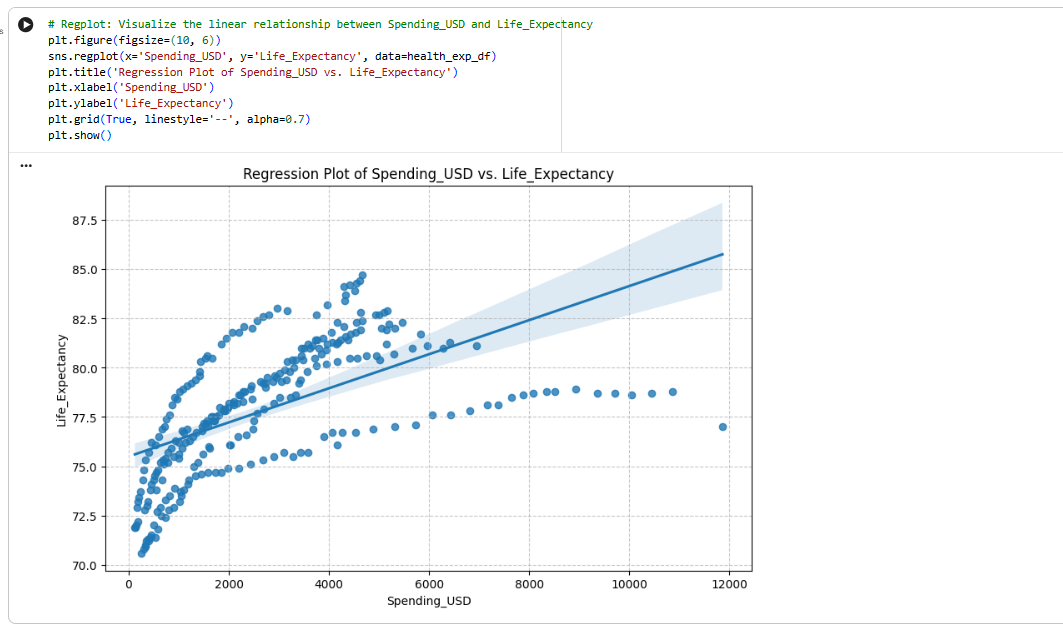 s
# Regplot: Visualize the linear relationship between Spending_USD and Life_Expectancy
plt.figure(figsize=(10, 6))
sns.regplot(x='Spending_USD', y='Life_Expectancy', data=health_exp_df)
plt.title('Regression Plot of Spending_USD vs. Life_Expectancy')
plt.xlabel('Spending_USD')
plt.ylabel('Life_Expectancy')
plt.grid(True, linestyle='--', alpha=0.7)
plt.show()
...
Regression Plot of Spending_USD vs. Life_Expectancy
Life_Expectancy
87.5
85.0
82.5
80.0
77.5
75.0
72.5
70.0
0 2000 4000 6000 8000 10000 12000
Spending_USD